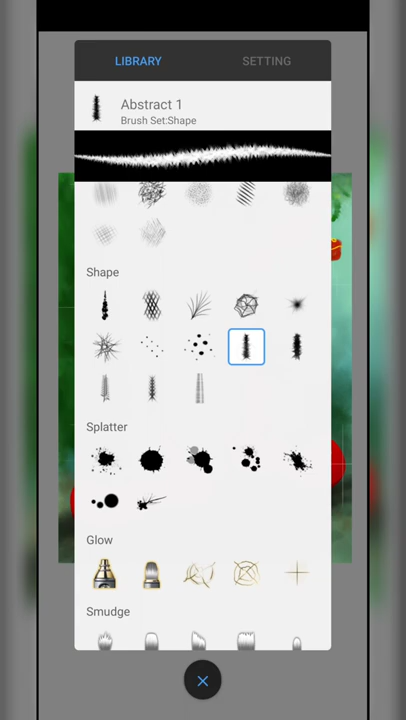 LIBRARY
SETTING
Abstract 1
Brush Set:Shape
Shape
Splatter
Glow
Smudge